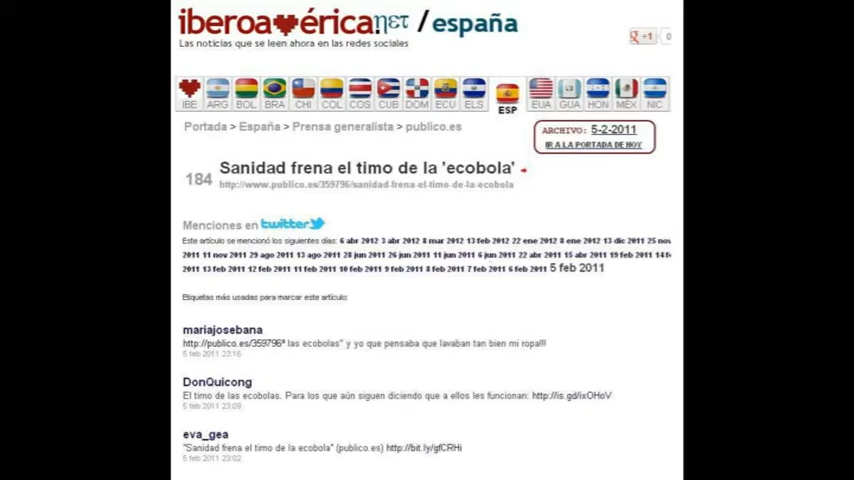 iberoamérica.net /españa
Las noticias que se leen ahora en las redes sociales
+1 0
IBE ARG BOL BRA CHI COL COS CUB DOM ECU ELS ESP EUA GUA HON MÉX NIC
Portada > España > Prensa generalista > publico.es
ARCHIVO: 5-2-2011
IR A LA PORTADA DE HOY
184 Sanidad frena el timo de la 'ecobola'
http://www.publico.es/359796/sanidad-frena-el-timo-de-la-ecobola
Menciones en twitter
Este artículo se mencionó los siguientes días: 6 abr 2012 3 abr 2012 8 mar 2012 13 feb 2012 22 ene 2012 8 ene 2012 13 dic 2011 25 nov
2011 11 nov 2011 29 ago 2011 13 ago 2011 28 jun 2011 26 jun 2011 11 jun 2011 6 jun 2011 22 abr 2011 15 abr 2011 19 feb 2011 14 f
2011 13 feb 2011 12 feb 2011 11 feb 2011 10 feb 2011 9 feb 2011 8 feb 2011 7 feb 2011 6 feb 2011 5 feb 2011
Etiquetas más usadas para marcar este artículo:
mariajosebana
http://publico.es/359796* las ecobolas" y yo que pensaba que lavaban tan bien mi ropa!!!
5 feb 2011 23:16
DonQuicong
El timo de las ecobolas. Para los que aún siguen diciendo que a ellos les funcionan: http://is.gd/ixOHoV
5 feb 2011 23:09
eva_gea
"Sanidad frena el timo de la ecobola" (publico.es) http://bit.ly/gfCRHi
5 feb 2011 23:02